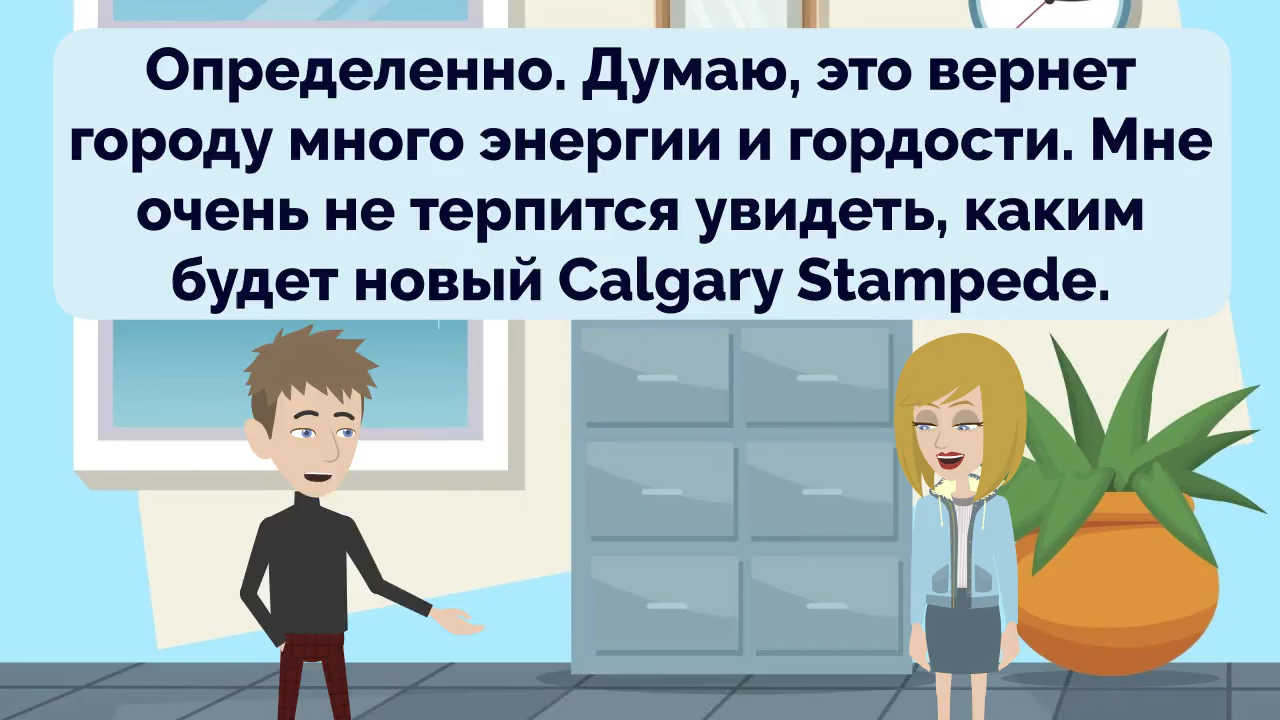 Определенно. Думаю, это вернет
городу много энергии и гордости. Мне
очень не терпится увидеть, каким
будет новый Calgary Stampede.